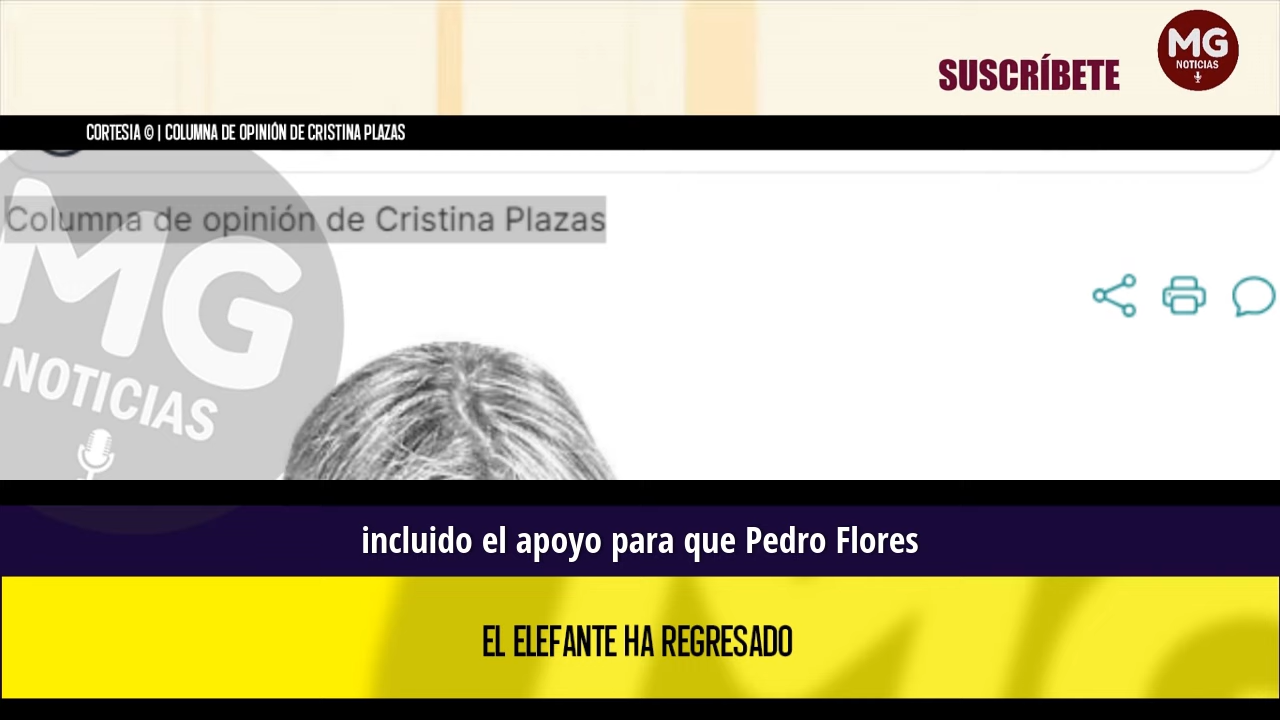 SUSCRÍBETE
MG
NOTICIAS
CORTESIA © | COLUMNA DE OPINIÓN DE CRISTINA PLAZAS
Columna de opinión de Cristina Plazas
MG
NOTICIAS
incluido el apoyo para que Pedro Flores
EL ELEFANTE HA REGRESADO